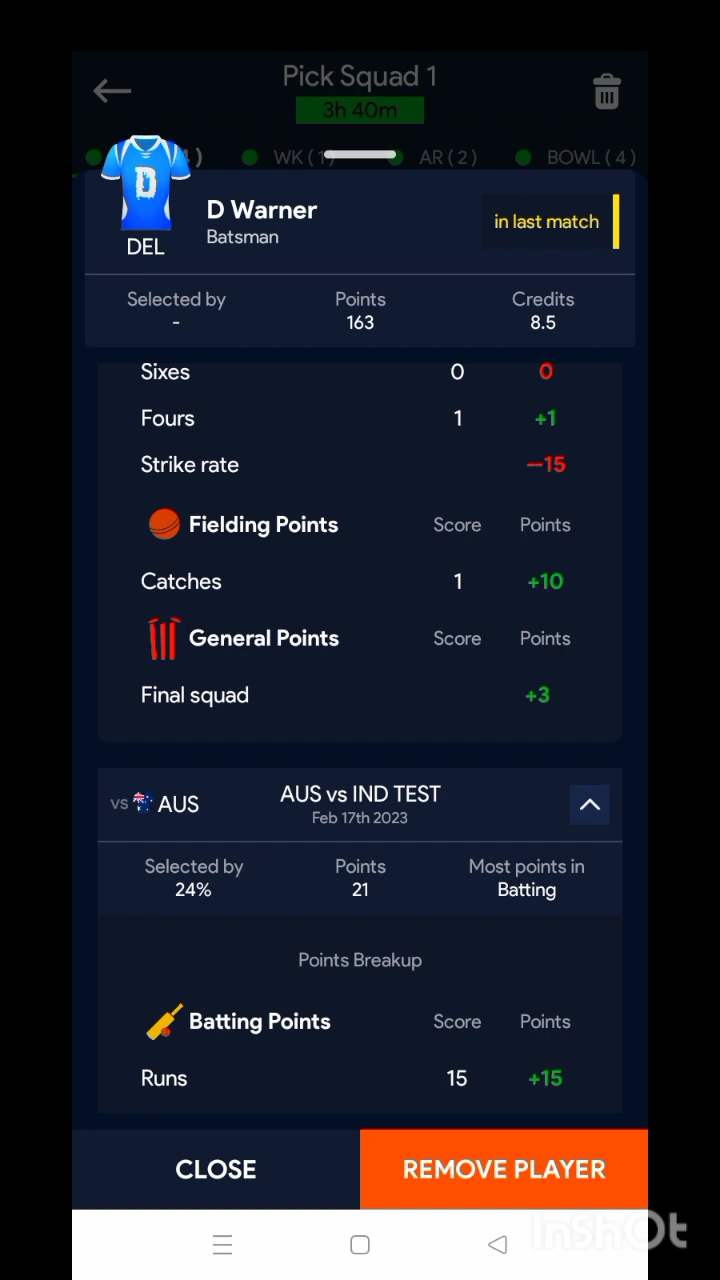 Pick Squad 1
3h 40m
4 ) WK ( 1 AR ( 2 ) BOWL ( 4 )
D
DEL
D Warner
Batsman
in last match
Selected by Points Credits
- 163 8.5
Sixes 0 0
Fours 1 +1
Strike rate -15
Fielding Points Score Points
Catches 1 +10
General Points Score Points
Final squad +3
vs AUS AUS vs IND TEST
Feb 17th 2023
Selected by Points Most points in
24% 21 Batting
Points Breakup
Batting Points Score Points
Runs 15 +15
CLOSE REMOVE PLAYER
InshOt